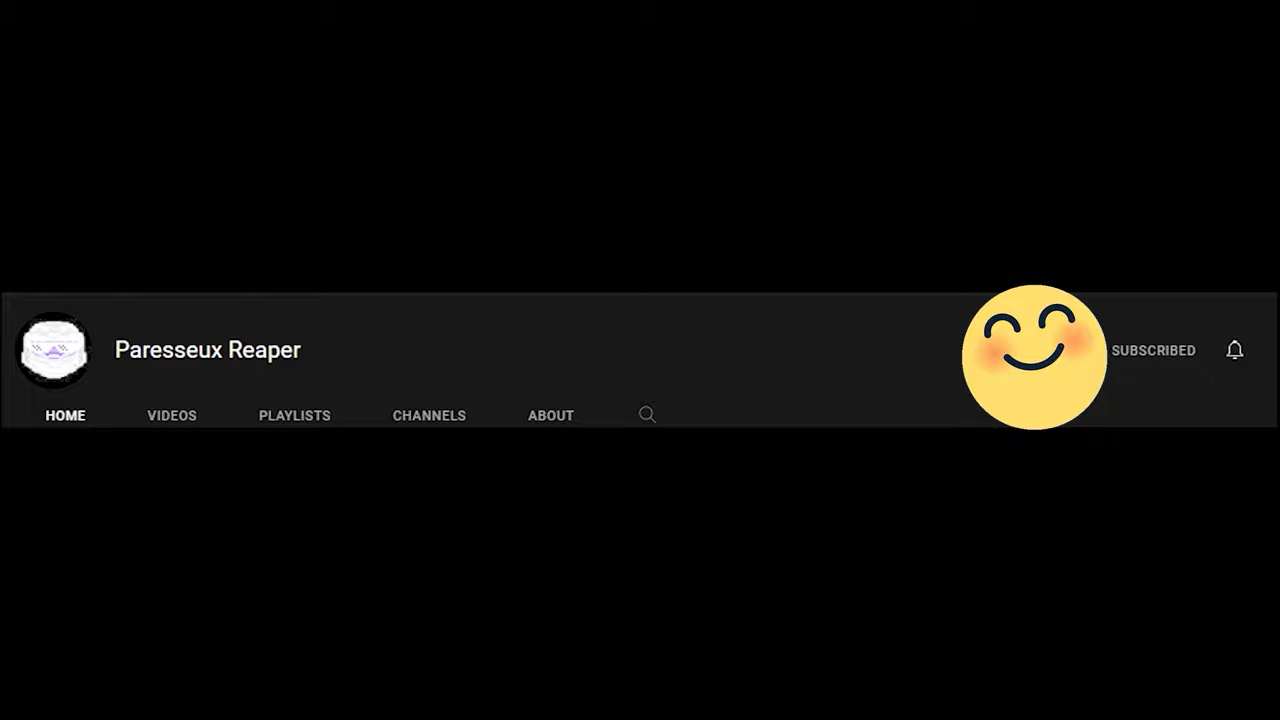 Paresseux Reaper
SUBSCRIBED
HOME VIDEOS PLAYLISTS CHANNELS ABOUT